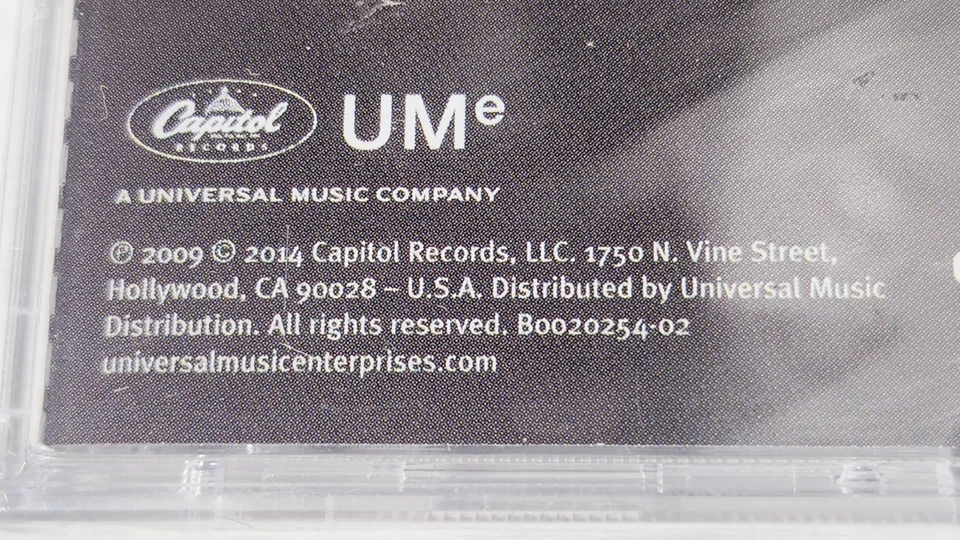 Capitol
RECORDS
UMe
A UNIVERSAL MUSIC COMPANY
℗ 2009 © 2014 Capitol Records, LLC. 1750 N. Vine Street,
Hollywood, CA 90028 – U.S.A. Distributed by Universal Music
Distribution. All rights reserved. B0020254-02
universalmusicenterprises.com